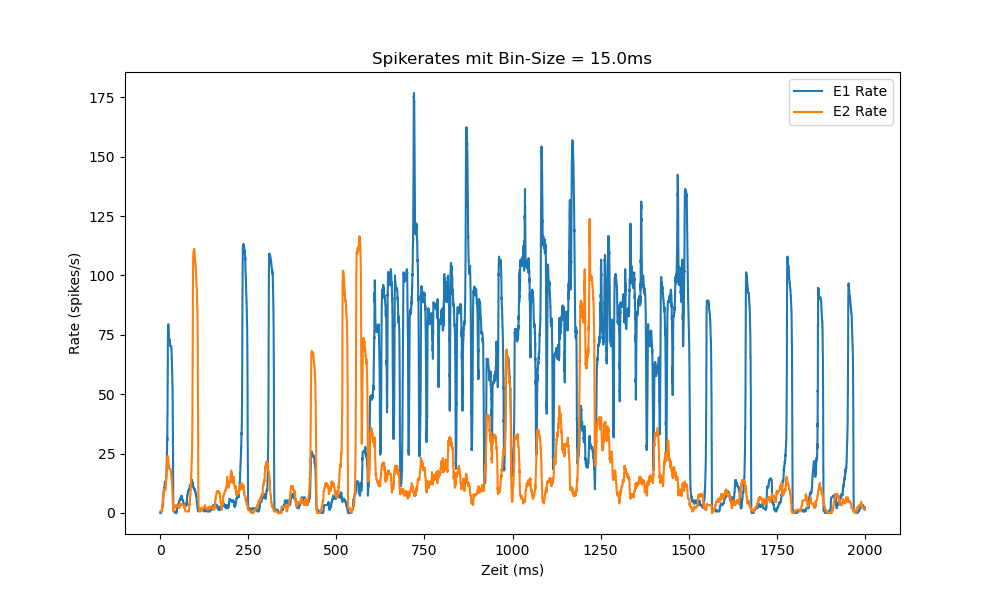 Spikerates mit Bin-Size = 15.0ms
E1 Rate
E2 Rate
Rate (spikes/s)
175
150
125
100
75
50
25
0
0 250 500 750 1000 1250 1500 1750 2000
Zeit (ms)